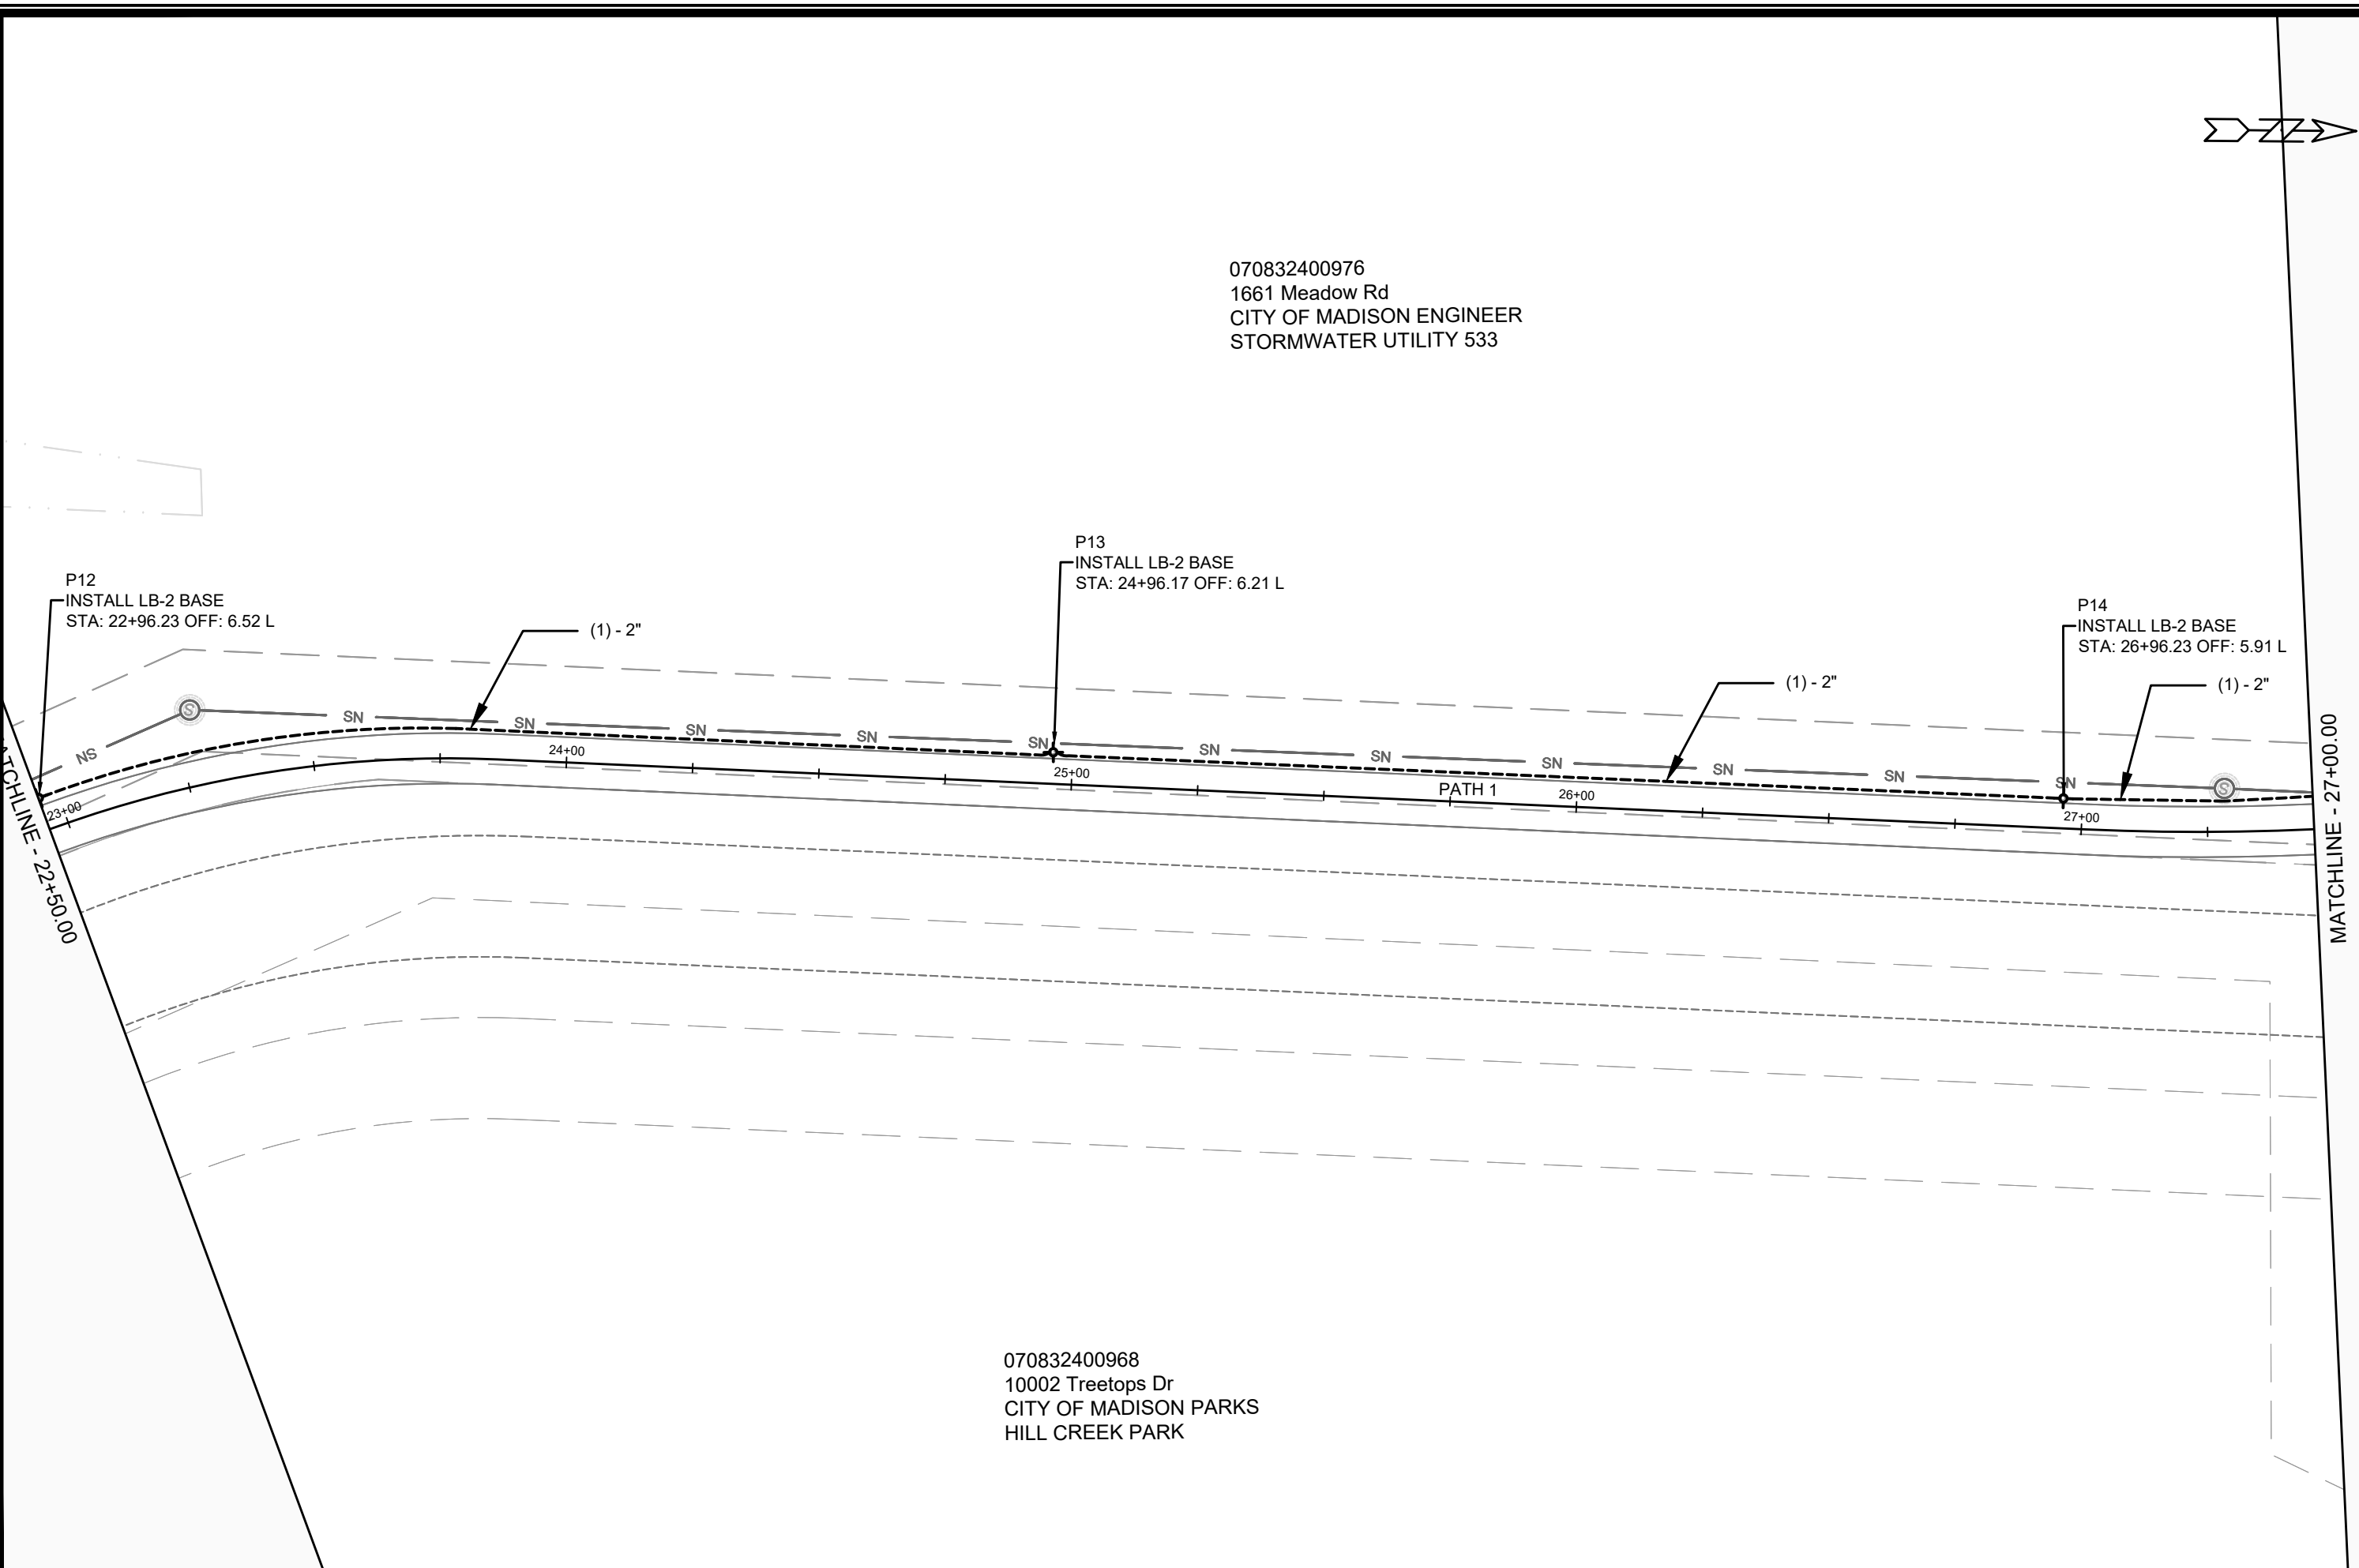 070832400976
1661 Meadow Rd
CITY OF MADISON ENGINEER
STORMWATER UTILITY 533
P13
INSTALL LB-2 BASE
STA: 24+96.17 OFF: 6.21 L
P12
INSTALL LB-2 BASE
STA: 22+96.23 OFF: 6.52 L
P14
INSTALL LB-2 BASE
STA: 26+96.23 OFF: 5.91 L
(1) - 2"
(1) - 2"
(1) - 2"
S
NS
SN
SN
SN
SN
SN
SN
SN
SN
SN
SN
SN
S
23+00
24+00
25+00
PATH 1
26+00
27+00
ATCHLINE - 22+50.00
MATCHLINE - 27+00.00
070832400968
10002 Treetops Dr
CITY OF MADISON PARKS
HILL CREEK PARK